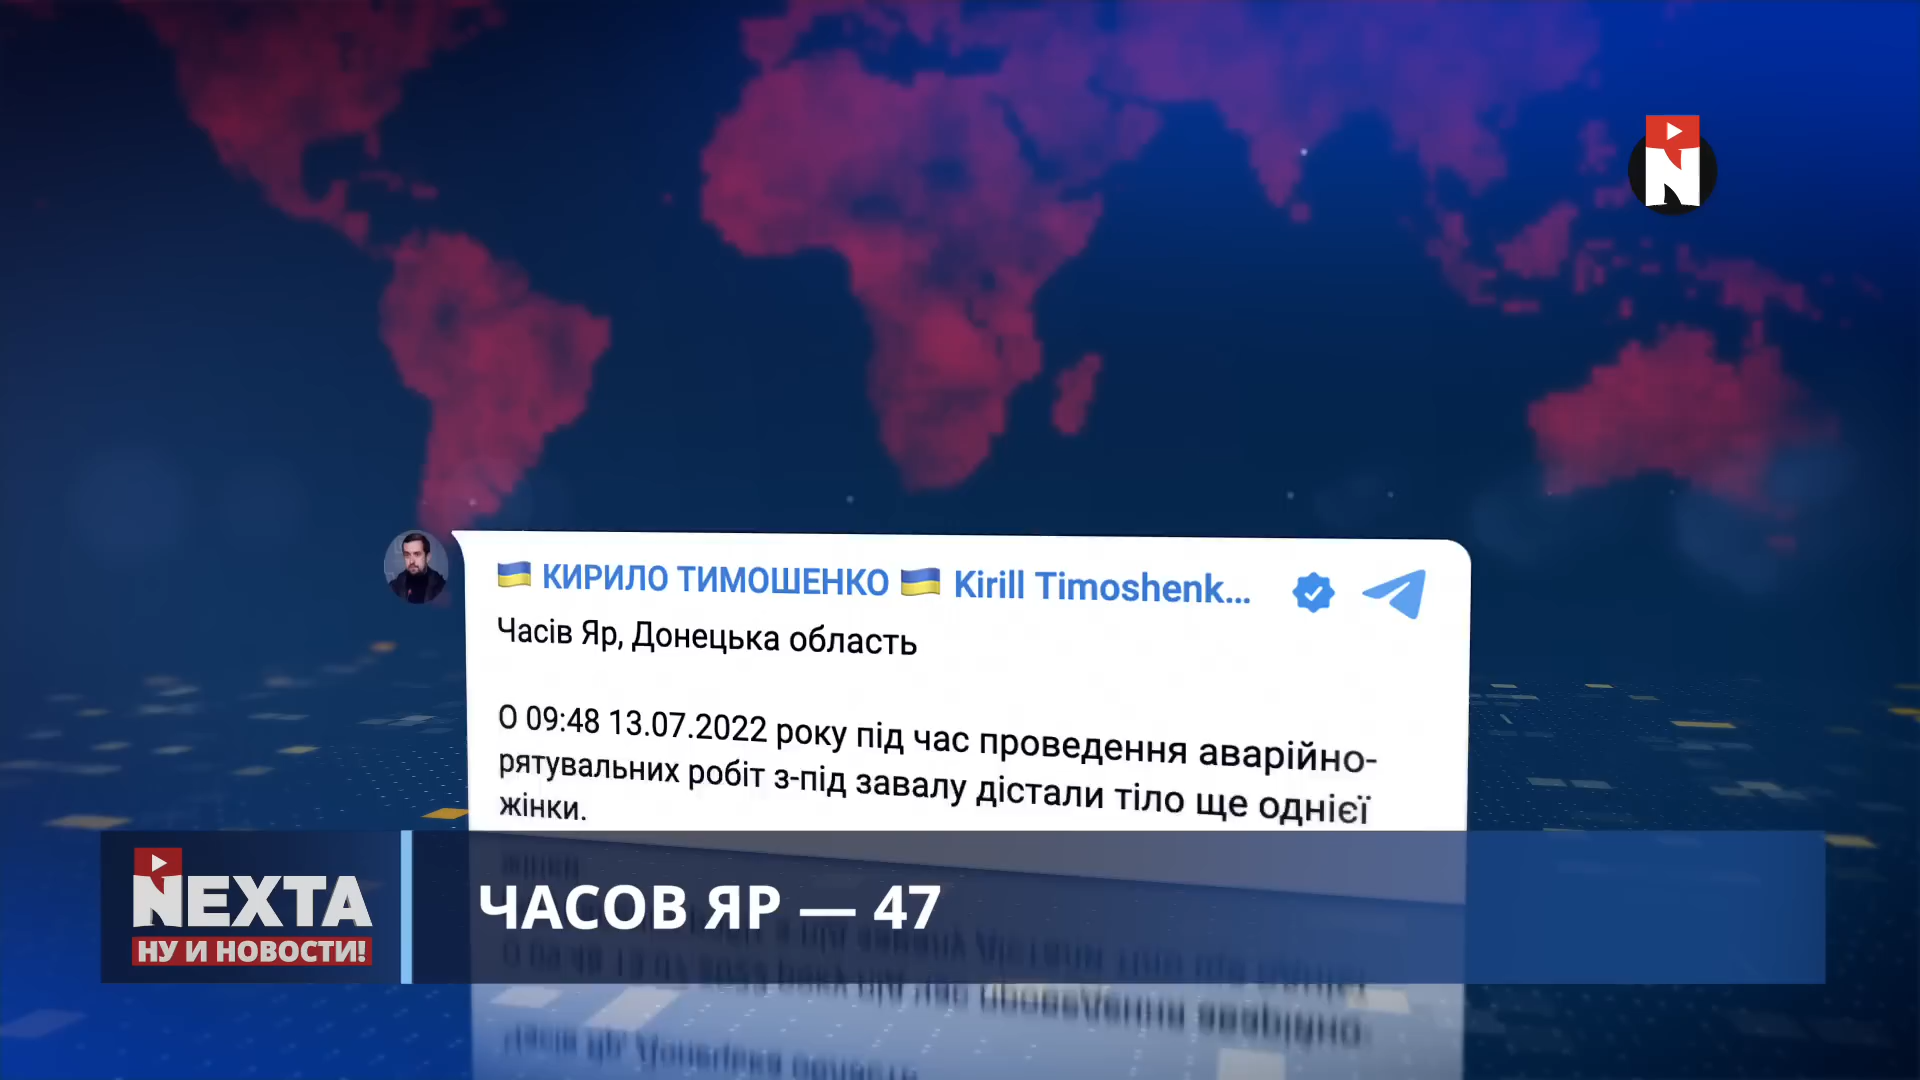 N
🇺🇦 КИРИЛО ТИМОШЕНКО 🇺🇦 Kirill Timoshenk...
Часів Яр, Донецька область
О 09:48 13.07.2022 року під час проведення аварійно-
рятувальних робіт з-під завалу дістали тіло ще однієї
жінки.
NEXTA
НУ И НОВОСТИ!
ЧАСОВ ЯР — 47